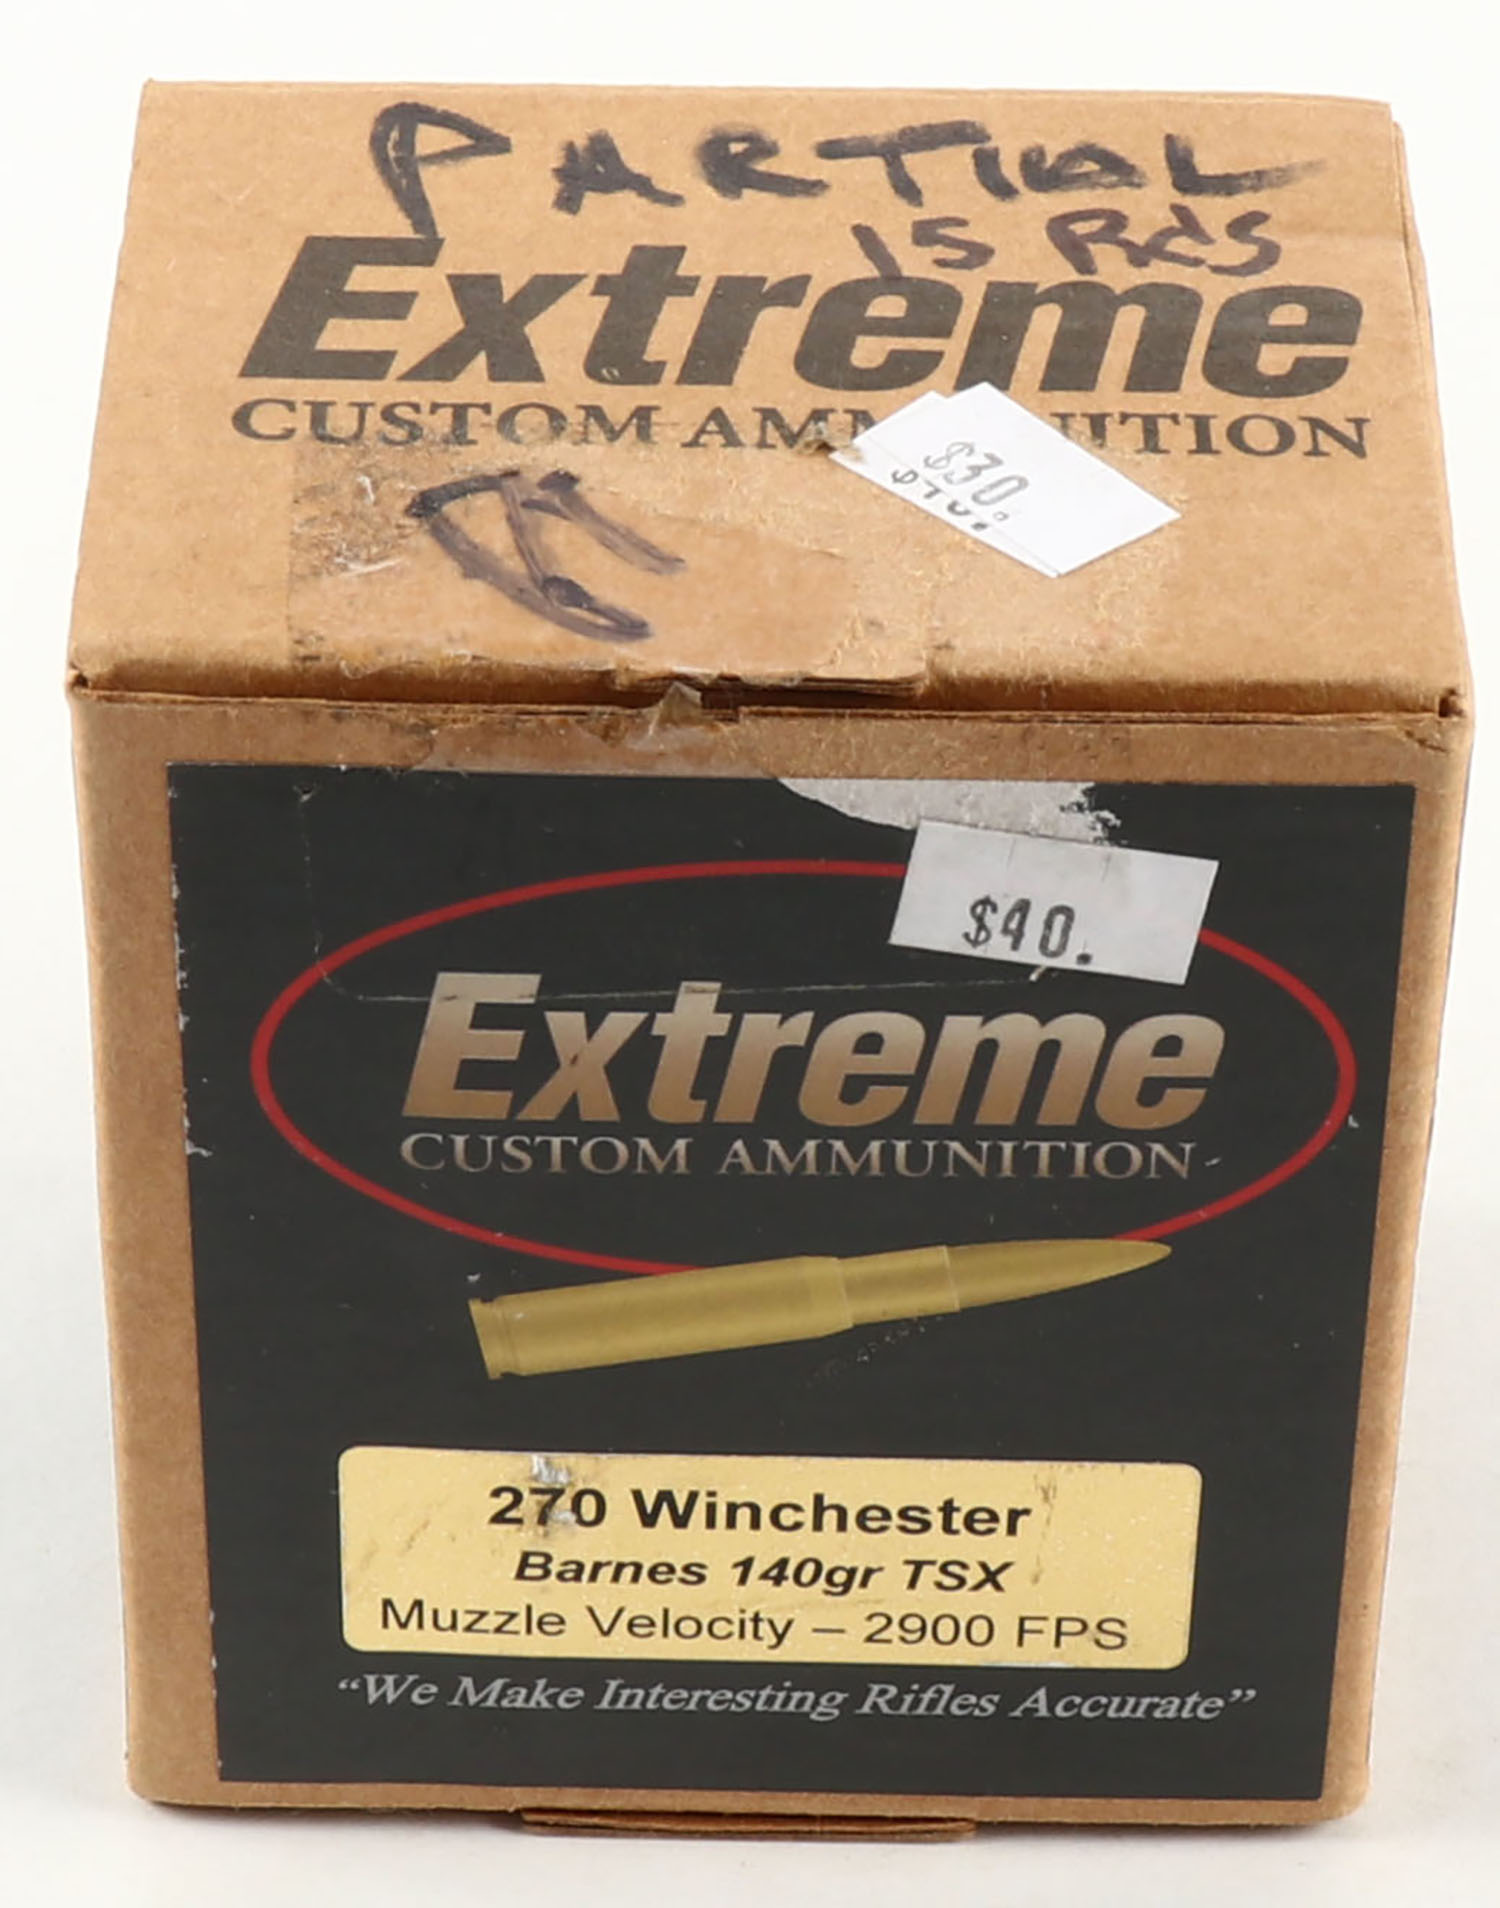 PARTIAL
15 RdS
Extreme
CUSTOM AMMUNITION
$30.
$40.
Extreme
CUSTOM AMMUNITION
270 Winchester
Barnes 140gr TSX
Muzzle Velocity – 2900 FPS
“We Make Interesting Rifles Accurate”